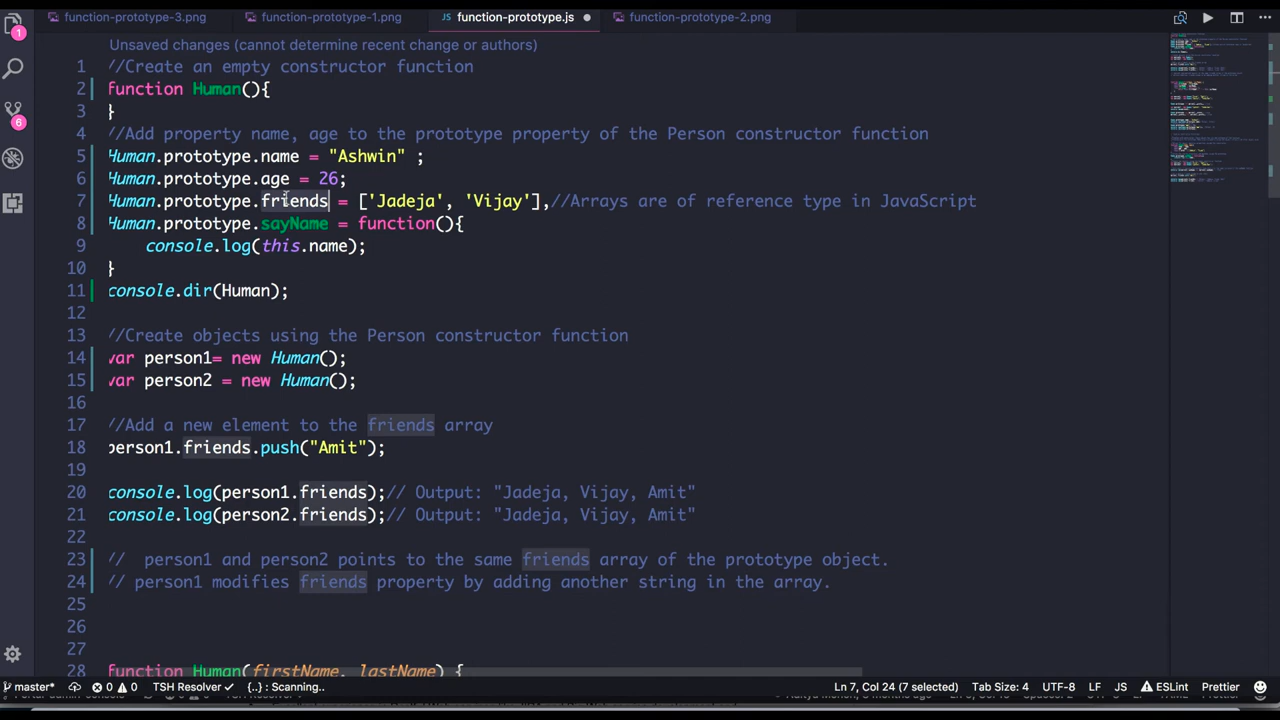 function-prototype-3.png function-prototype-1.png JS function-prototype.js function-prototype-2.png
1
Unsaved changes (cannot determine recent change or authors)
1 //Create an empty constructor function
2 function Human(){
3 }
4 //Add property name, age to the prototype property of the Person constructor function
5 Human.prototype.name = "Ashwin" ;
6 Human.prototype.age = 26;
7 Human.prototype.friends = ['Jadeja', 'Vijay'],//Arrays are of reference type in JavaScript
8 Human.prototype.sayName = function(){
9 console.log(this.name);
10 }
11 console.dir(Human);
12
13 //Create objects using the Person constructor function
14 var person1= new Human();
15 var person2 = new Human();
16
17 //Add a new element to the friends array
18 person1.friends.push("Amit");
19
20 console.log(person1.friends);// Output: "Jadeja, Vijay, Amit"
21 console.log(person2.friends);// Output: "Jadeja, Vijay, Amit"
22
23 // person1 and person2 points to the same friends array of the prototype object.
24 // person1 modifies friends property by adding another string in the array.
25
26
27
28 function Human(firstName, lastName) {
6
master* 0 0 TSH Resolver {..} : Scanning.. Ln 7, Col 24 (7 selected) Tab Size: 4 UTF-8 LF JS ESLint Prettier